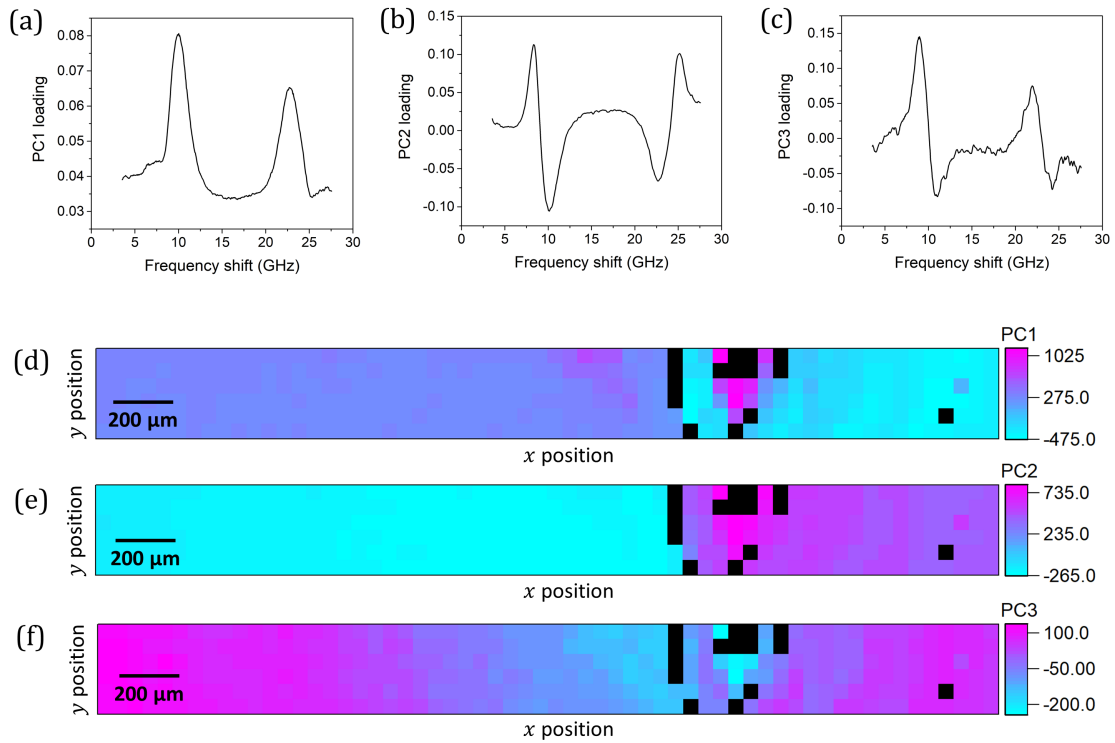 (a)
0.08
0.07
0.06
0.05
0.04
0.03
PC1 loading
0 5 10 15 20 25 30
Frequency shift (GHz)
(b)
0.15
0.10
0.05
0.00
-0.05
-0.10
PC2 loading
0 5 10 15 20 25 30
Frequency shift (GHz)
(c)
0.15
0.10
0.05
0.00
-0.05
-0.10
PC3 loading
0 5 10 15 20 25 30
Frequency shift (GHz)
(d)
y position
200 µm
x position
PC1
1025
275.0
-475.0
(e)
y position
200 µm
x position
PC2
735.0
235.0
-265.0
(f)
y position
200 µm
x position
PC3
100.0
-50.00
-200.0